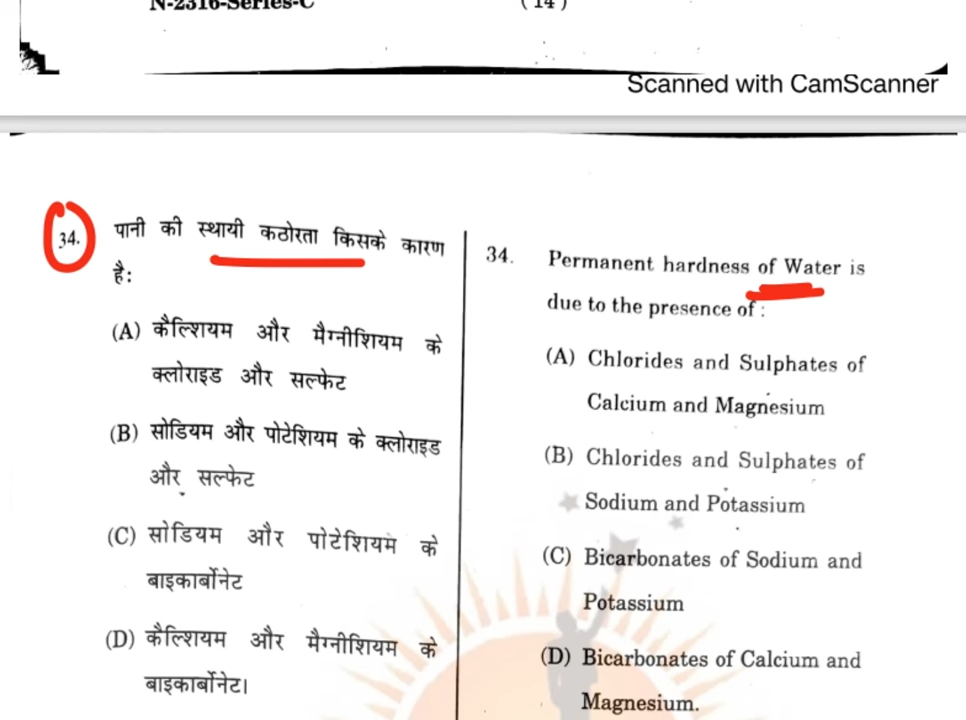 N-2316-Series-C (14)
Scanned with CamScanner
34. पानी की स्थायी कठोरता किसके कारण
है:
(A) कैल्शियम और मैग्नीशियम के
क्लोराइड और सल्फेट
(B) सोडियम और पोटेशियम के क्लोराइड
और सल्फेट
(C) सोडियम और पोटेशियम के
बाइकार्बोनेट
(D) कैल्शियम और मैग्नीशियम के
बाइकार्बोनेट।
34. Permanent hardness of Water is
due to the presence of :
(A) Chlorides and Sulphates of
Calcium and Magnesium
(B) Chlorides and Sulphates of
Sodium and Potassium
(C) Bicarbonates of Sodium and
Potassium
(D) Bicarbonates of Calcium and
Magnesium.